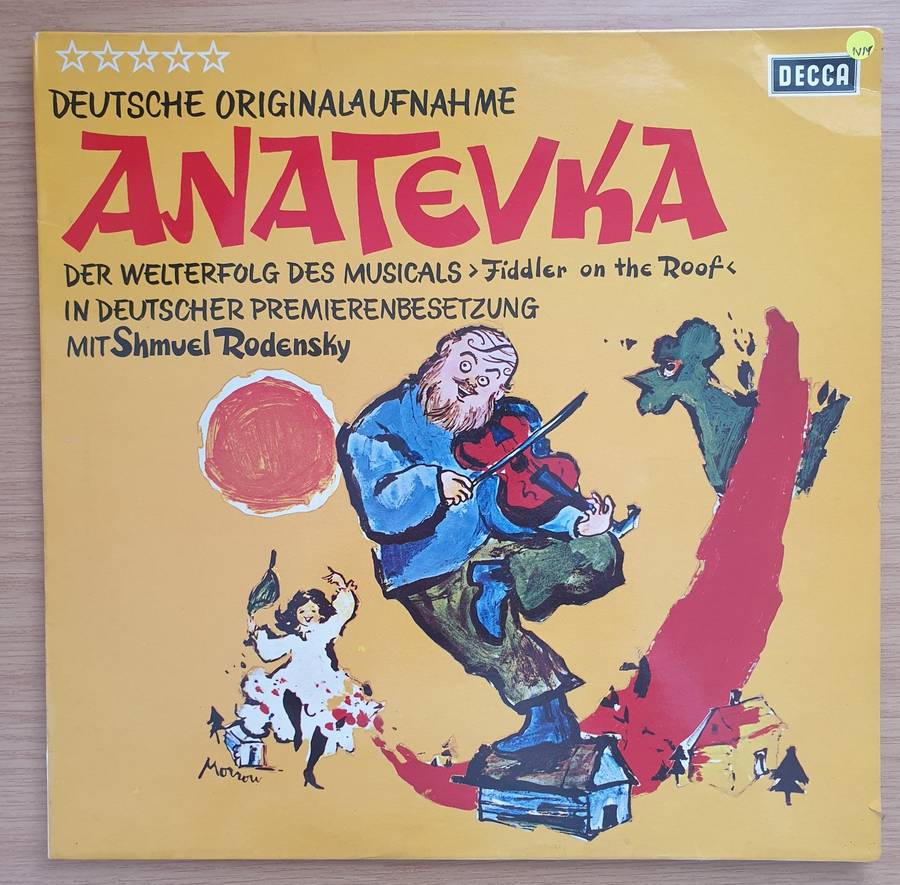 DEUTSCHE ORIGINALAUFNAHME
DECCA
NM
ANATEVKA
DER WELTERFOLG DES MUSICALS >Fiddler on the Roof<
IN DEUTSCHER PREMIERENBESETZUNG
MIT Shmuel Rodensky
Morrow